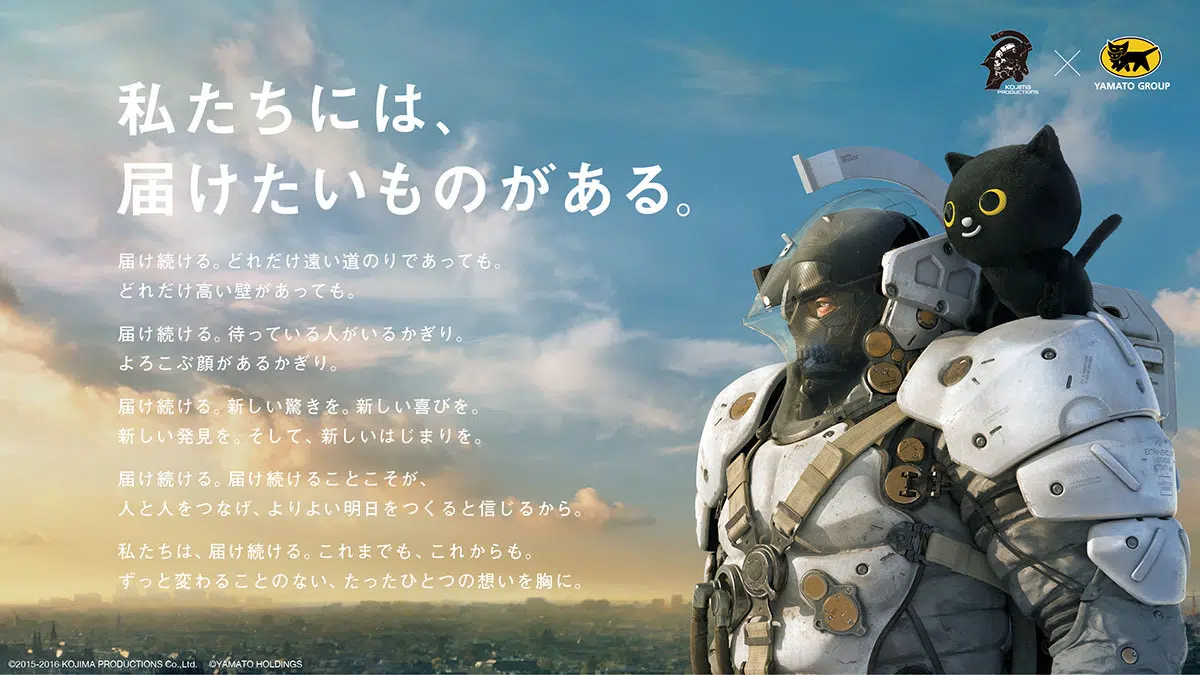 私たちには、
届けたいものがある。
届け続ける。どれだけ遠い道のりであっても。
どれだけ高い壁があっても。
届け続ける。待っている人がいるかぎり。
よろこぶ顔があるかぎり。
届け続ける。新しい驚きを。新しい喜びを。
新しい発見を。そして、新しいはじまりを。
届け続ける。届け続けることこそが、
人と人をつなげ、よりよい明日をつくると信じるから。
私たちは、届け続ける。これまでも、これからも。
ずっと変わることのない、たったひとつの想いを胸に。
KOJIMA
PRODUCTIONS
YAMATO GROUP
©2015-2016 KOJIMA PRODUCTIONS Co.,Ltd. ©YAMATO HOLDINGS